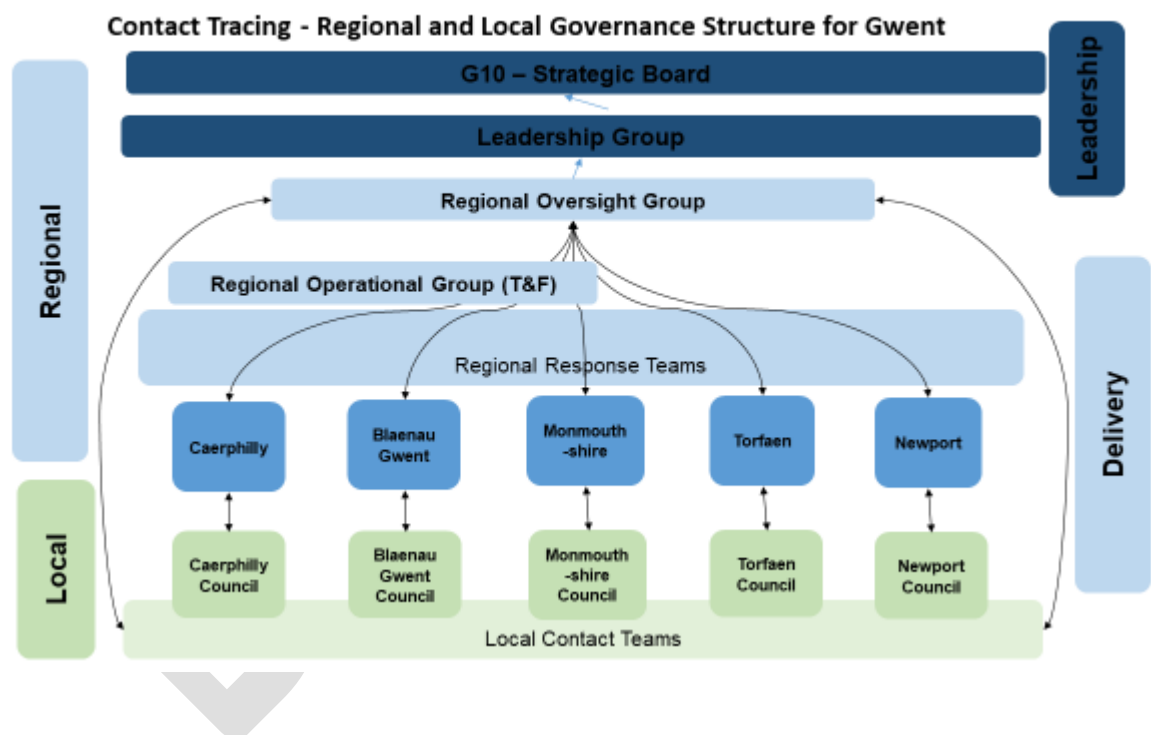 Contact Tracing - Regional and Local Governance Structure for Gwent
G10 – Strategic Board
Leadership Group
Leadership
Regional Oversight Group
Regional
Regional Operational Group (T&F)
Regional Response Teams
Delivery
Caerphilly
Blaenau
Gwent
Monmouth
-shire
Torfaen
Newport
Local
Caerphilly
Council
Blaenau
Gwent
Council
Monmouth
-shire
Council
Torfaen
Council
Newport
Council
Local Contact Teams